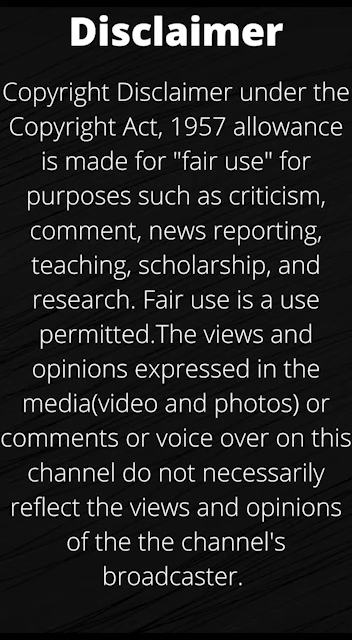 Disclaimer
Copyright Disclaimer under the
Copyright Act, 1957 allowance
is made for "fair use" for
purposes such as criticism,
comment, news reporting,
teaching, scholarship, and
research. Fair use is a use
permitted.The views and
opinions expressed in the
media(video and photos) or
comments or voice over on this
channel do not necessarily
reflect the views and opinions
of the the channel's
broadcaster.